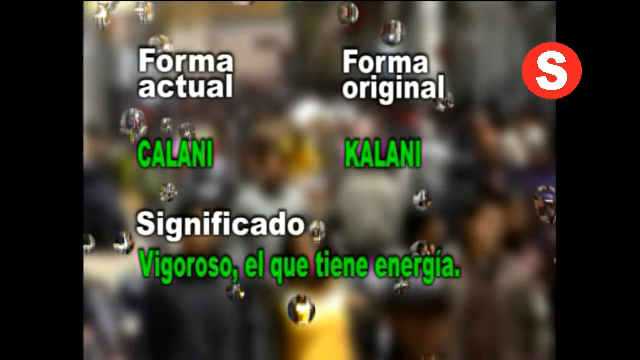 Forma actual
Forma original
CALANI
KALANI
Significado
Vigoroso, el que tiene energía.
S